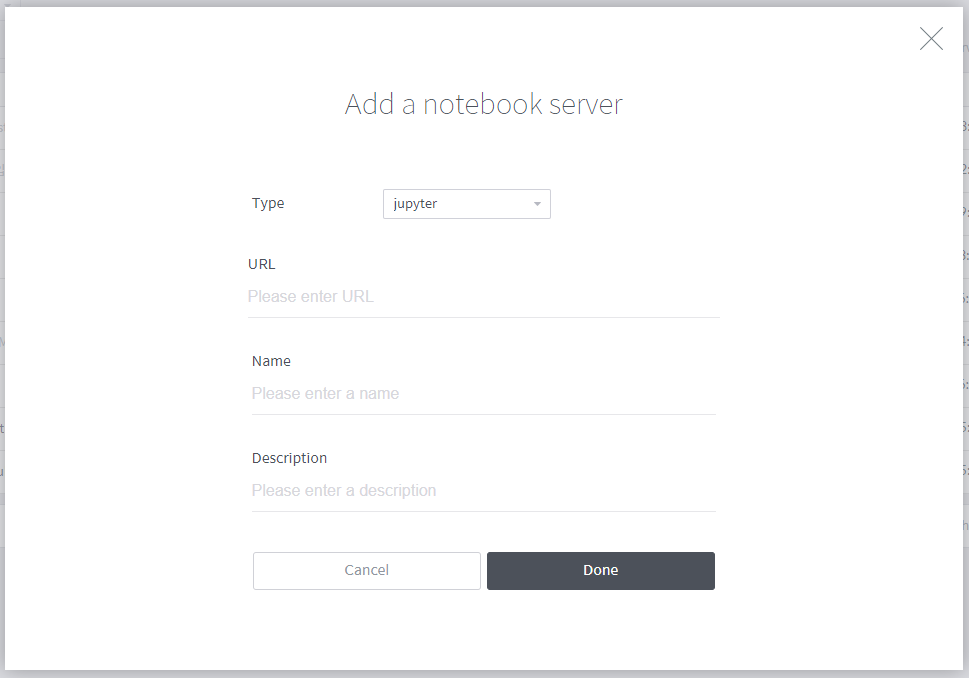 Add a notebook server
Type
jupyter
URL
Please enter URL
Name
Please enter a name
Description
Please enter a description
Cancel
Done